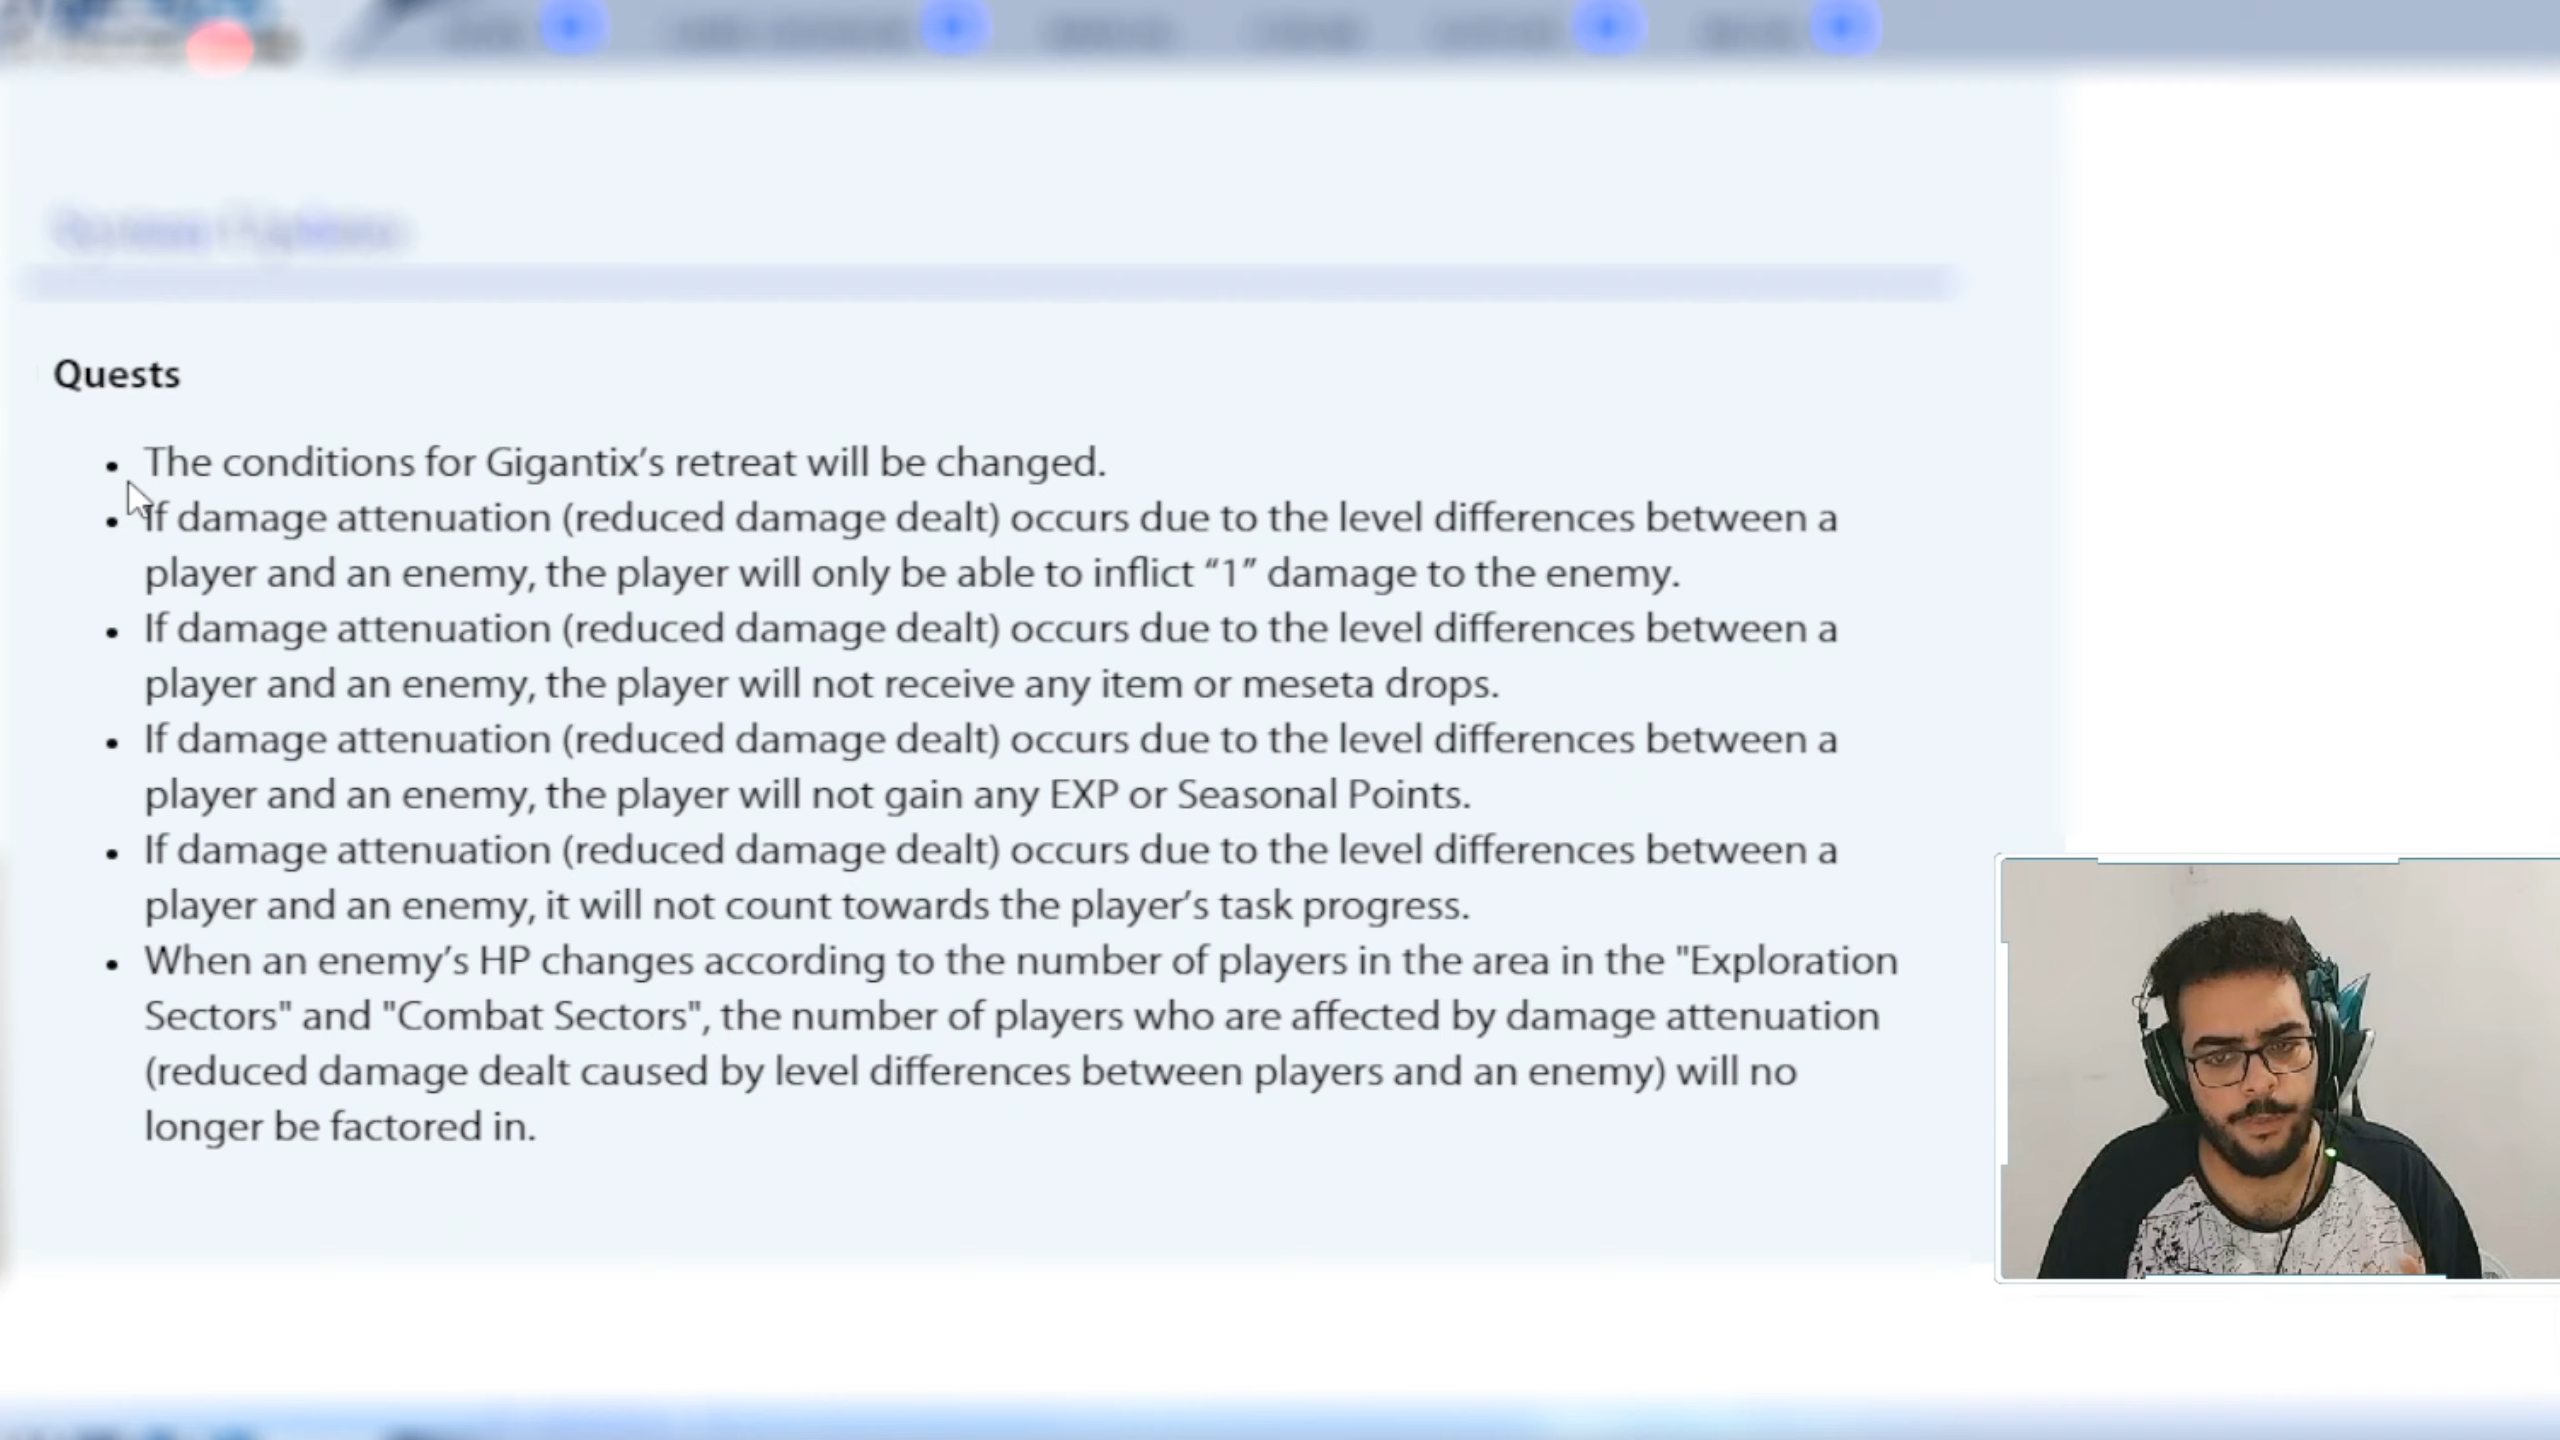 Quests
• The conditions for Gigantix’s retreat will be changed.
• If damage attenuation (reduced damage dealt) occurs due to the level differences between a
player and an enemy, the player will only be able to inflict “1” damage to the enemy.
• If damage attenuation (reduced damage dealt) occurs due to the level differences between a
player and an enemy, the player will not receive any item or meseta drops.
• If damage attenuation (reduced damage dealt) occurs due to the level differences between a
player and an enemy, the player will not gain any EXP or Seasonal Points.
• If damage attenuation (reduced damage dealt) occurs due to the level differences between a
player and an enemy, it will not count towards the player’s task progress.
• When an enemy’s HP changes according to the number of players in the area in the "Exploration
Sectors" and "Combat Sectors", the number of players who are affected by damage attenuation
(reduced damage dealt caused by level differences between players and an enemy) will no
longer be factored in.